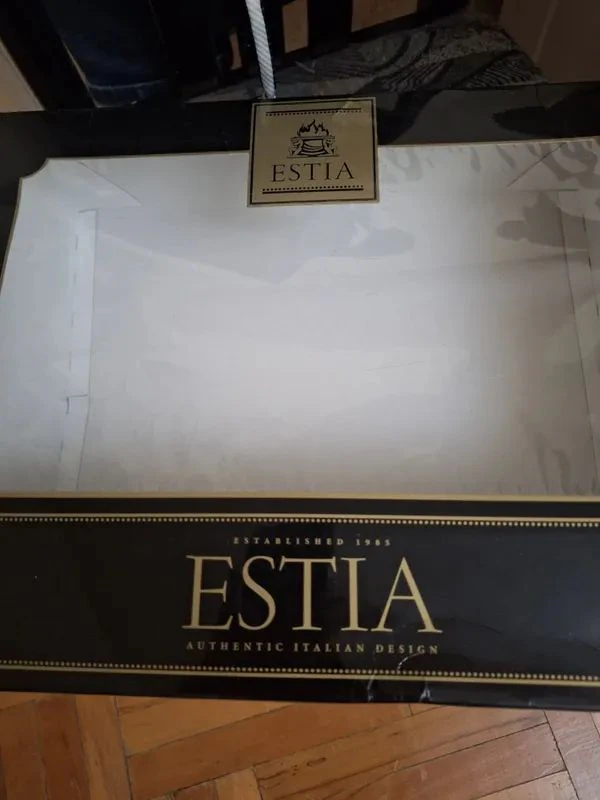 ESTIA
ESTABLISHED 1985
ESTIA
AUTHENTIC ITALIAN DESIGN